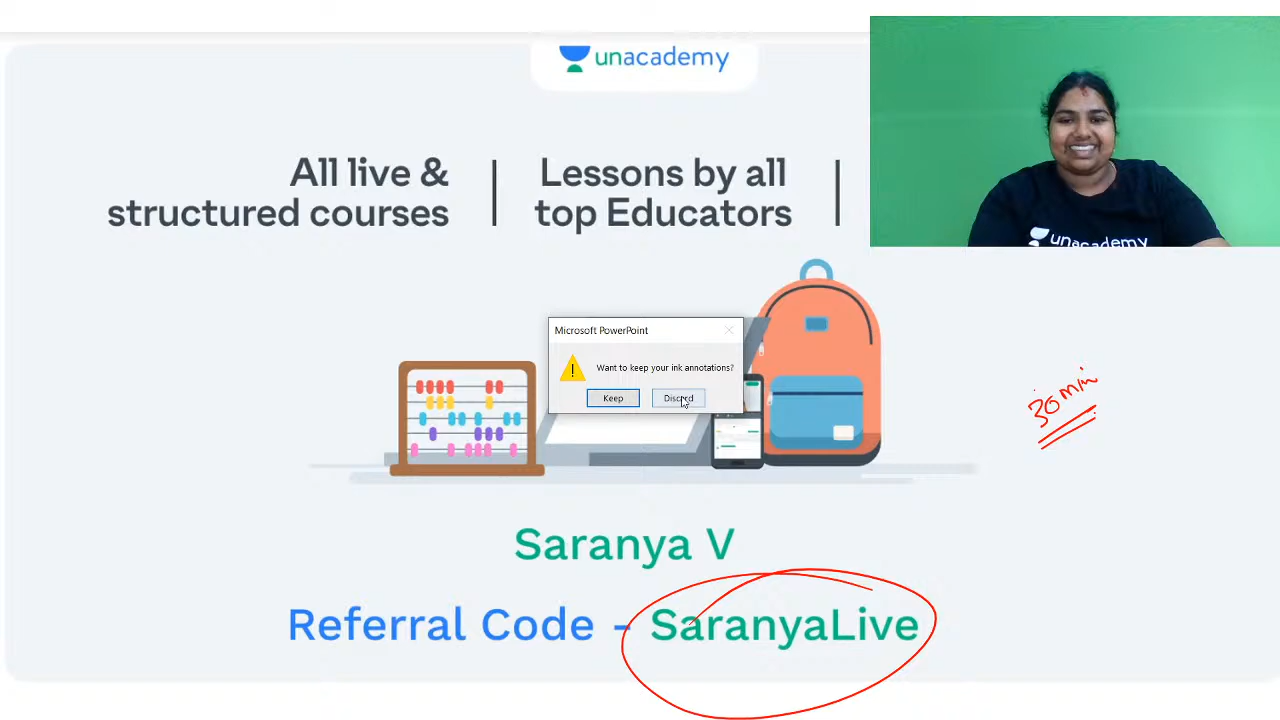 unacademy
All live &
structured courses
Lessons by all
top Educators
unacademy
Microsoft PowerPoint
Want to keep your ink annotations?
Keep
Discard
30 min
Saranya V
Referral Code - SaranyaLive